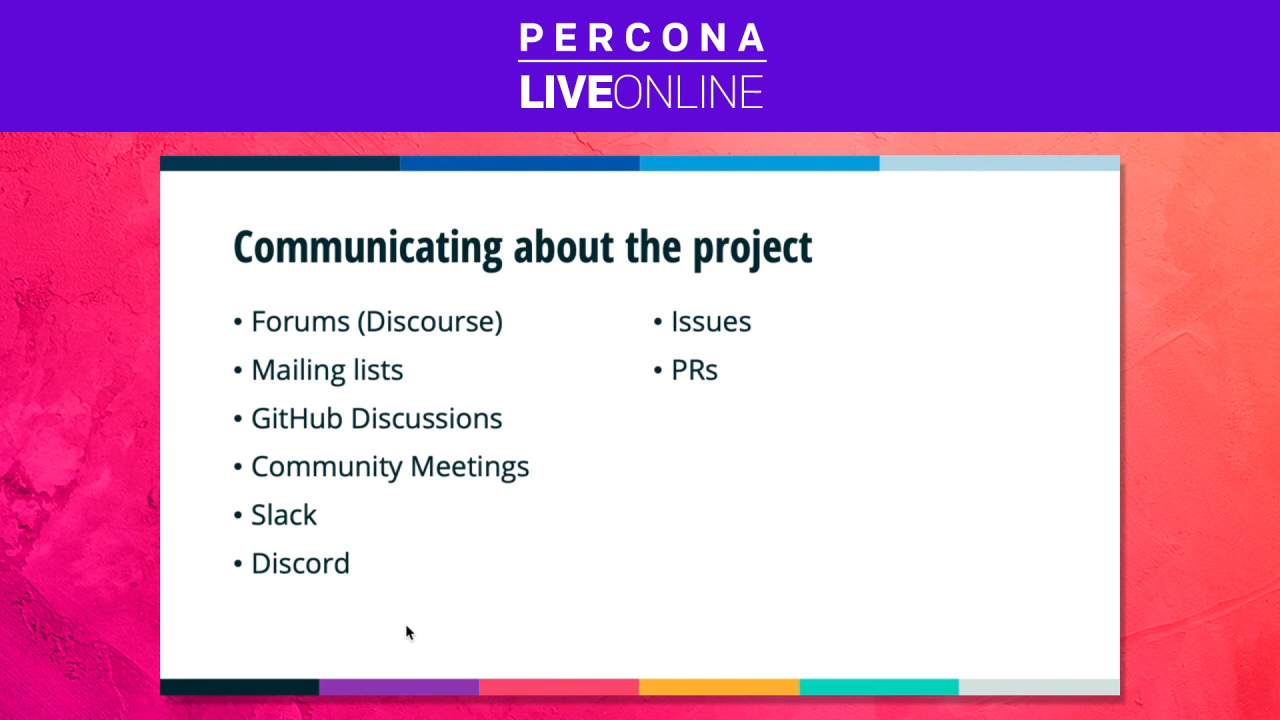 PERCONA
LIVEONLINE
Communicating about the project
• Forums (Discourse)
• Mailing lists
• GitHub Discussions
• Community Meetings
• Slack
• Discord
• Issues
• PRs